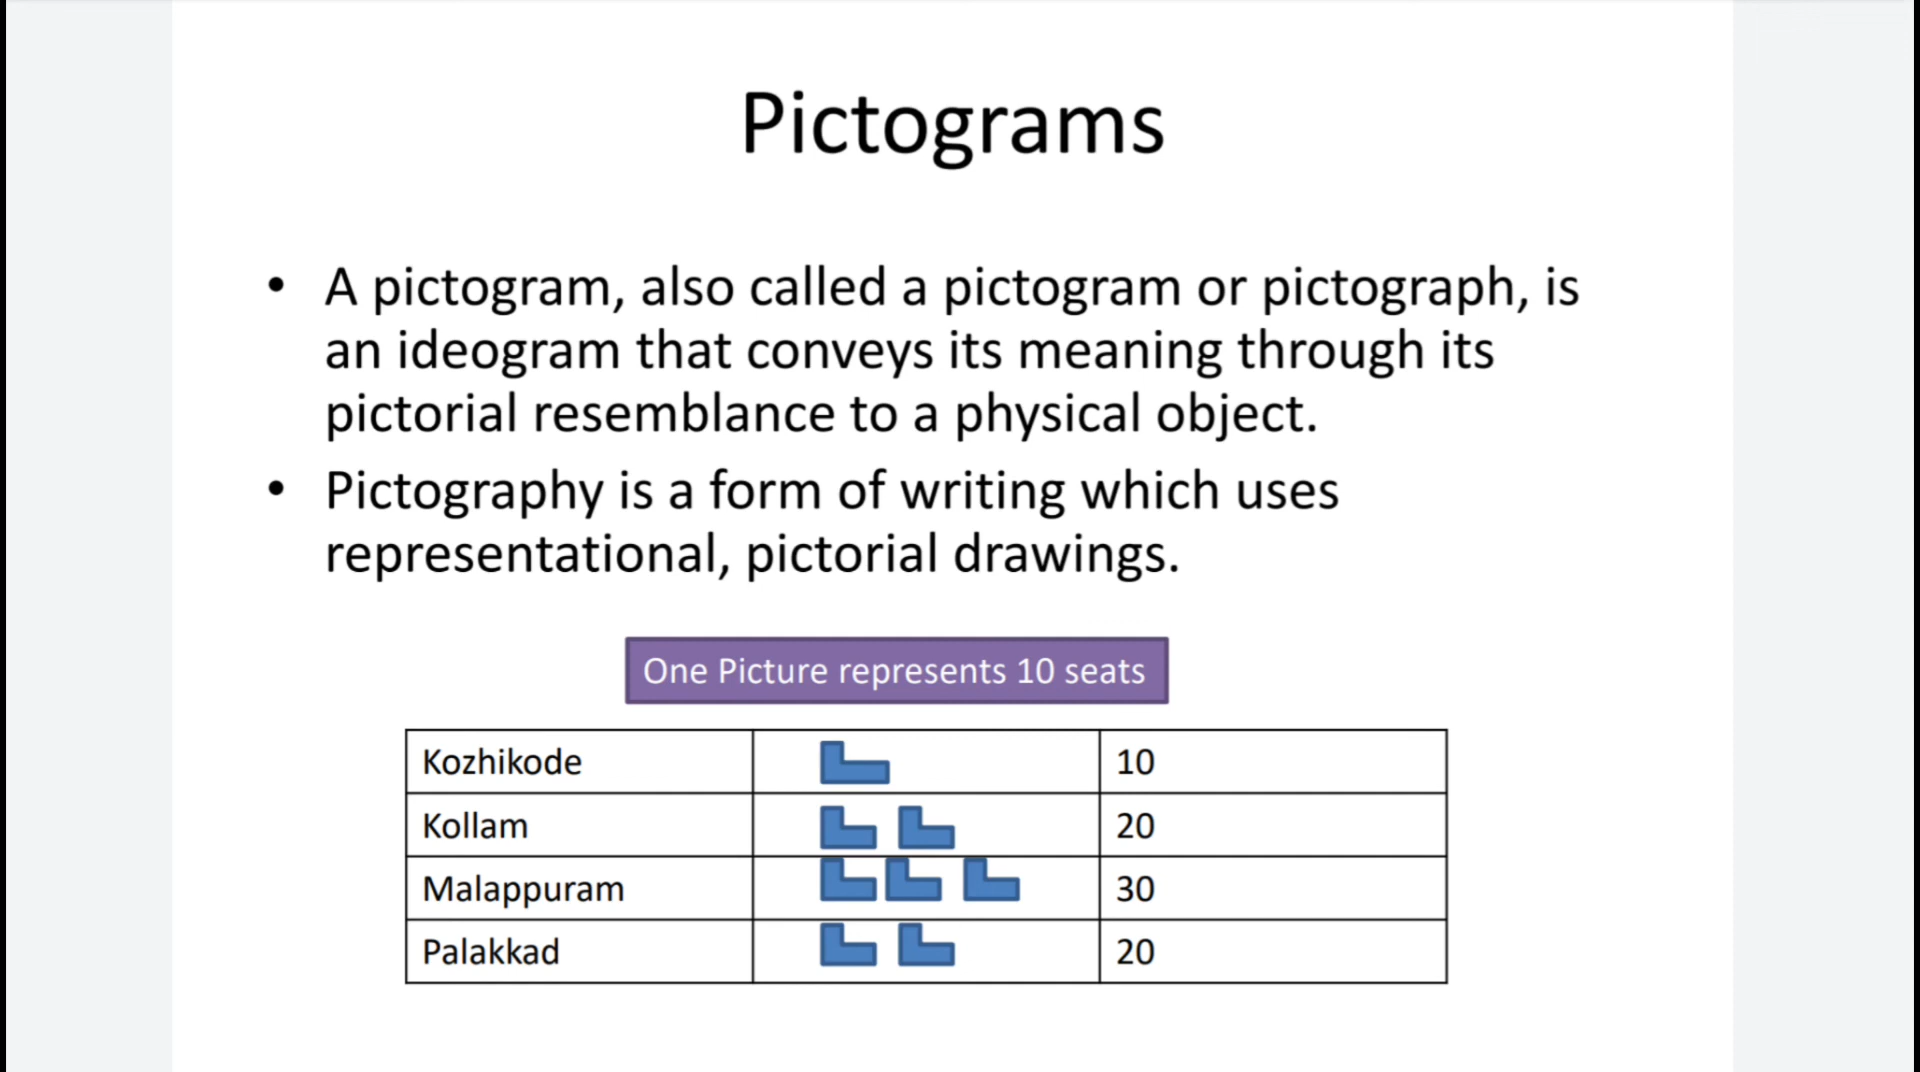 Pictograms
• A pictogram, also called a pictogram or pictograph, is
an ideogram that conveys its meaning through its
pictorial resemblance to a physical object.
• Pictography is a form of writing which uses
representational, pictorial drawings.
One Picture represents 10 seats
Kozhikode 10
Kollam 20
Malappuram 30
Palakkad 20